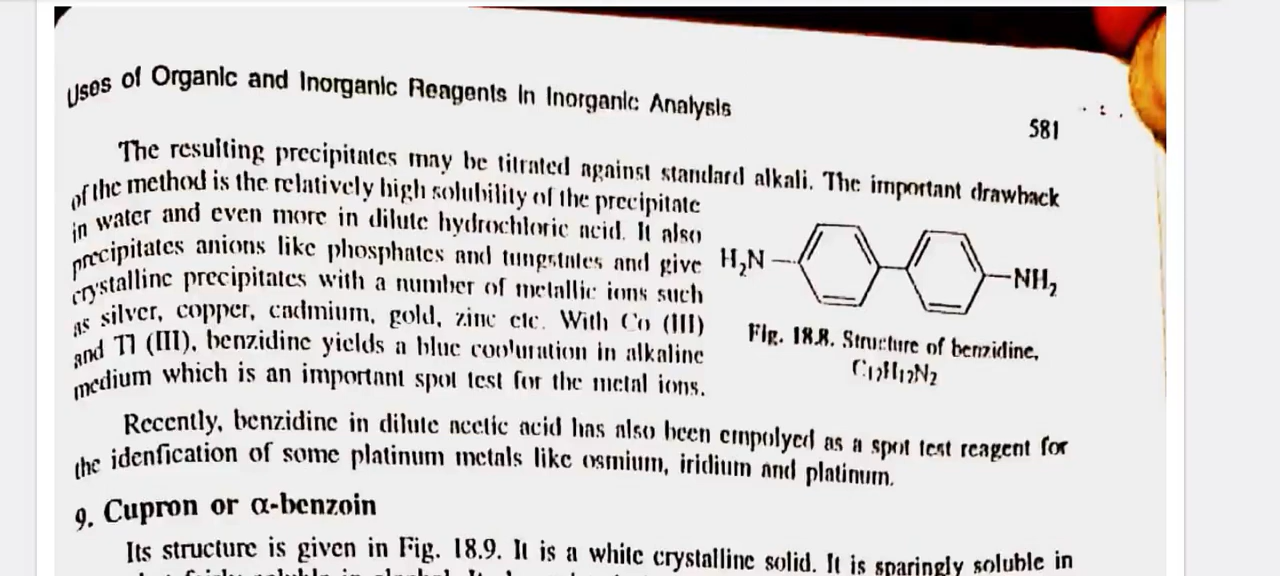 Uses of Organic and Inorganic Reagents in Inorganic Analysis
581
The resulting precipitates may be titrated against standard alkali. The important drawback
of the method is the relatively high solubility of the precipitate
in water and even more in dilute hydrochloric acid. It also
precipitates anions like phosphates and tungstates and give
crystalline precipitates with a number of metallic ions such
as silver, copper, cadmium, gold, zinc etc. With Co (III)
and Tl (III), benzidine yields a blue coolouration in alkaline
medium which is an important spot test for the metal ions.
H₂N
NH₂
Fig. 18.8. Structure of benzidine,
C₁₂H₁₂N₂
Recently, benzidine in dilute acetic acid has also been empolyed as a spot test reagent for
the idenfication of some platinum metals like osmium, iridium and platinum.
9. Cupron or α-benzoin
Its structure is given in Fig. 18.9. It is a white crystalline solid. It is sparingly soluble in